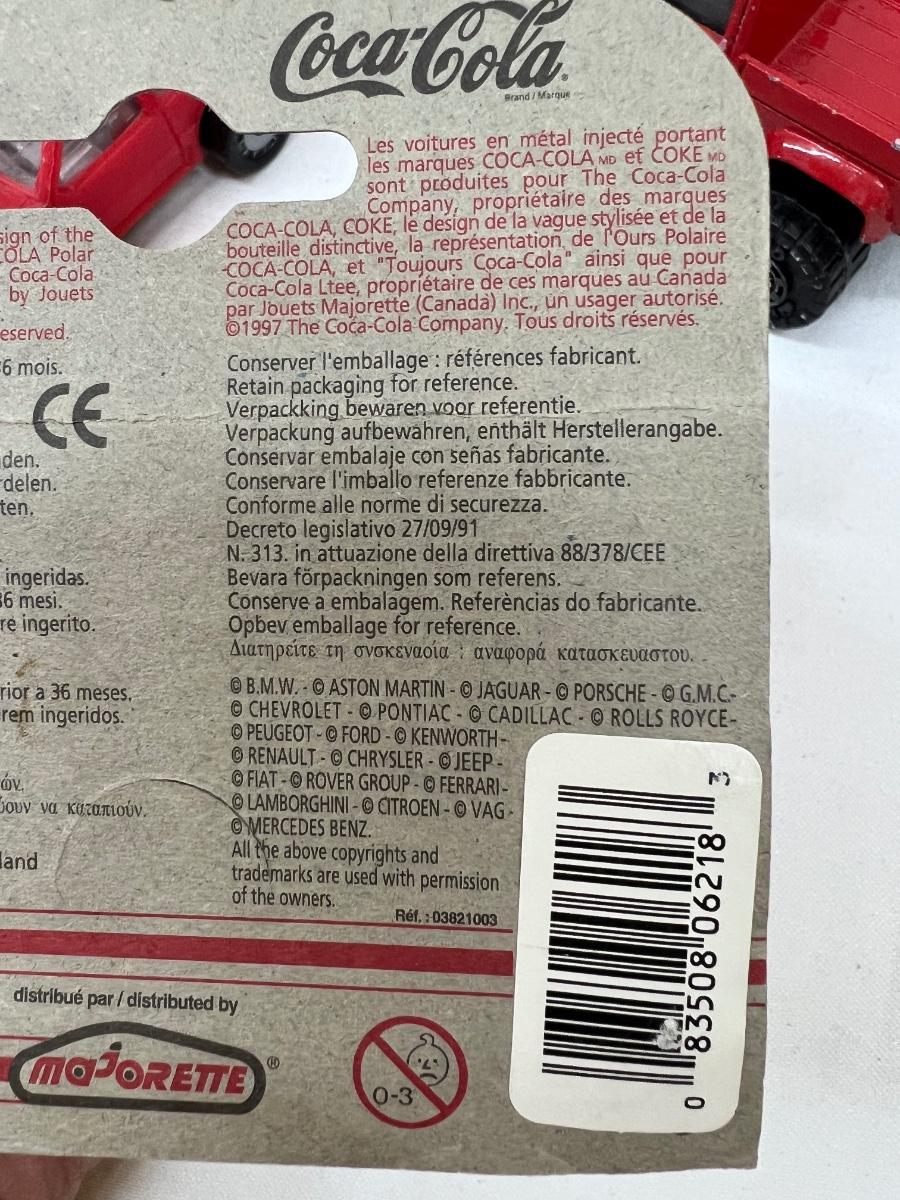 Coca-Cola®
Brand / Marque
Les voitures en métal injecté portant
les marques COCA-COLA MD et COKE MD
sont produites pour The Coca-Cola
Company, propriétaire des marques
COCA-COLA, COKE, le design de la vague stylisée et de la
bouteille distinctive, la représentation de l'Ours Polaire
COCA-COLA, et "Toujours Coca-Cola" ainsi que pour
Coca-Cola Ltee, propriétaire de ces marques au Canada
par Jouets Majorette (Canada) Inc., un usager autorisé.
©1997 The Coca-Cola Company. Tous droits réservés.
sign of the
COLA Polar
Coca-Cola
by Jouets
eserved.
36 mois.
CE
den.
rdelen.
ten.
ingeridas.
36 mesi.
re ingerito.
rior a 36 meses.
rem ingeridos.
ών.
ύουν να καταπιούν.
land
Conserver l'emballage : références fabricant.
Retain packaging for reference.
Verpackking bewaren voor referentie.
Verpackung aufbewahren, enthält Herstellerangabe.
Conservar embalaje con señas fabricante.
Conservare l'imballo referenze fabbricante.
Conforme alle norme di securezza.
Decreto legislativo 27/09/91
N. 313. in attuazione della direttiva 88/378/CEE
Bevara förpackningen som referens.
Conserve a embalagem. Referèncias do fabricante.
Opbev emballage for reference.
Διατηρείτε τη συσκευαοία : αναφορά κατασκευαστου.
© B.M.W. - © ASTON MARTIN - © JAGUAR - © PORSCHE - © G.M.C.-
© CHEVROLET - © PONTIAC - © CADILLAC - © ROLLS ROYCE-
© PEUGEOT - © FORD - © KENWORTH-
© RENAULT - © CHRYSLER - © JEEP -
© FIAT - © ROVER GROUP - © FERRARI-
© LAMBORGHINI - © CITROEN - © VAG -
© MERCEDES BENZ.
All the above copyrights and
trademarks are used with permission
of the owners.
Réf. : 03821003
0 83508 06218 3
distribué par / distributed by
majORETTE®
0-3